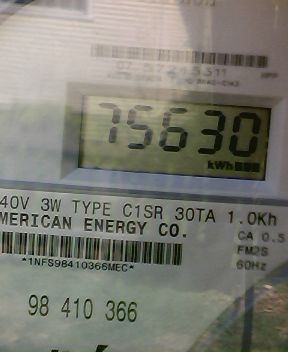 75630
kWh
40V 3W TYPE C1SR 30TA 1.0Kh
MERICAN ENERGY CO.
CA 0.5
FM2S
60Hz
*1NFS98410366MEC*
98 410 366